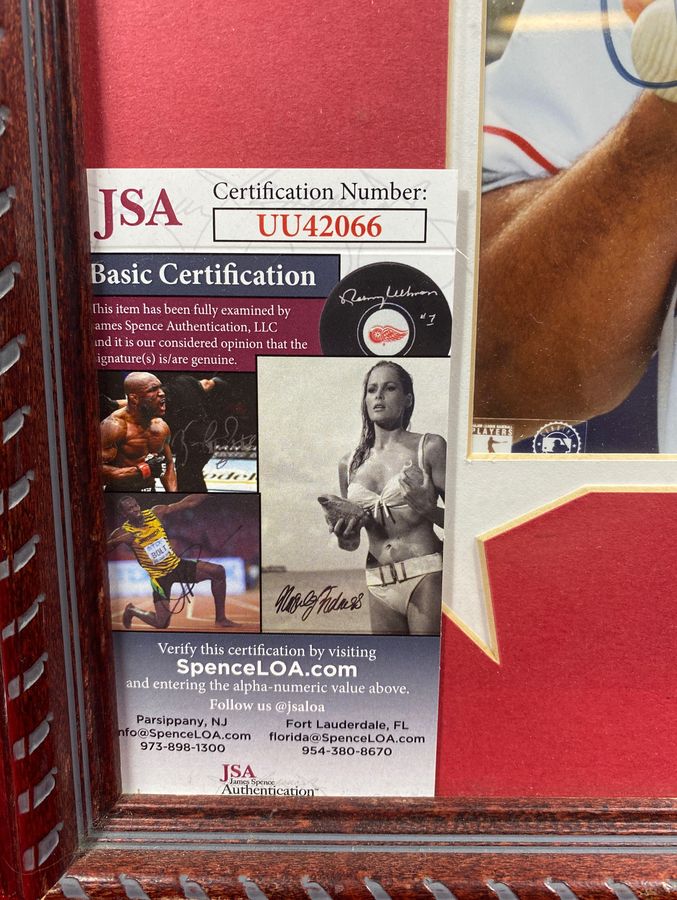 JSA
Certification Number:
UU42066
Basic Certification
This item has been fully examined by
James Spence Authentication, LLC
and it is our considered opinion that the
signature(s) is/are genuine.
#1
BOLT
PLAYERS
Verify this certification by visiting
SpenceLOA.com
and entering the alpha-numeric value above.
Follow us @jsaloa
Parsippany, NJ
nfo@SpenceLOA.com
973-898-1300
Fort Lauderdale, FL
florida@SpenceLOA.com
954-380-8670
JSA
James Spence
Authentication™